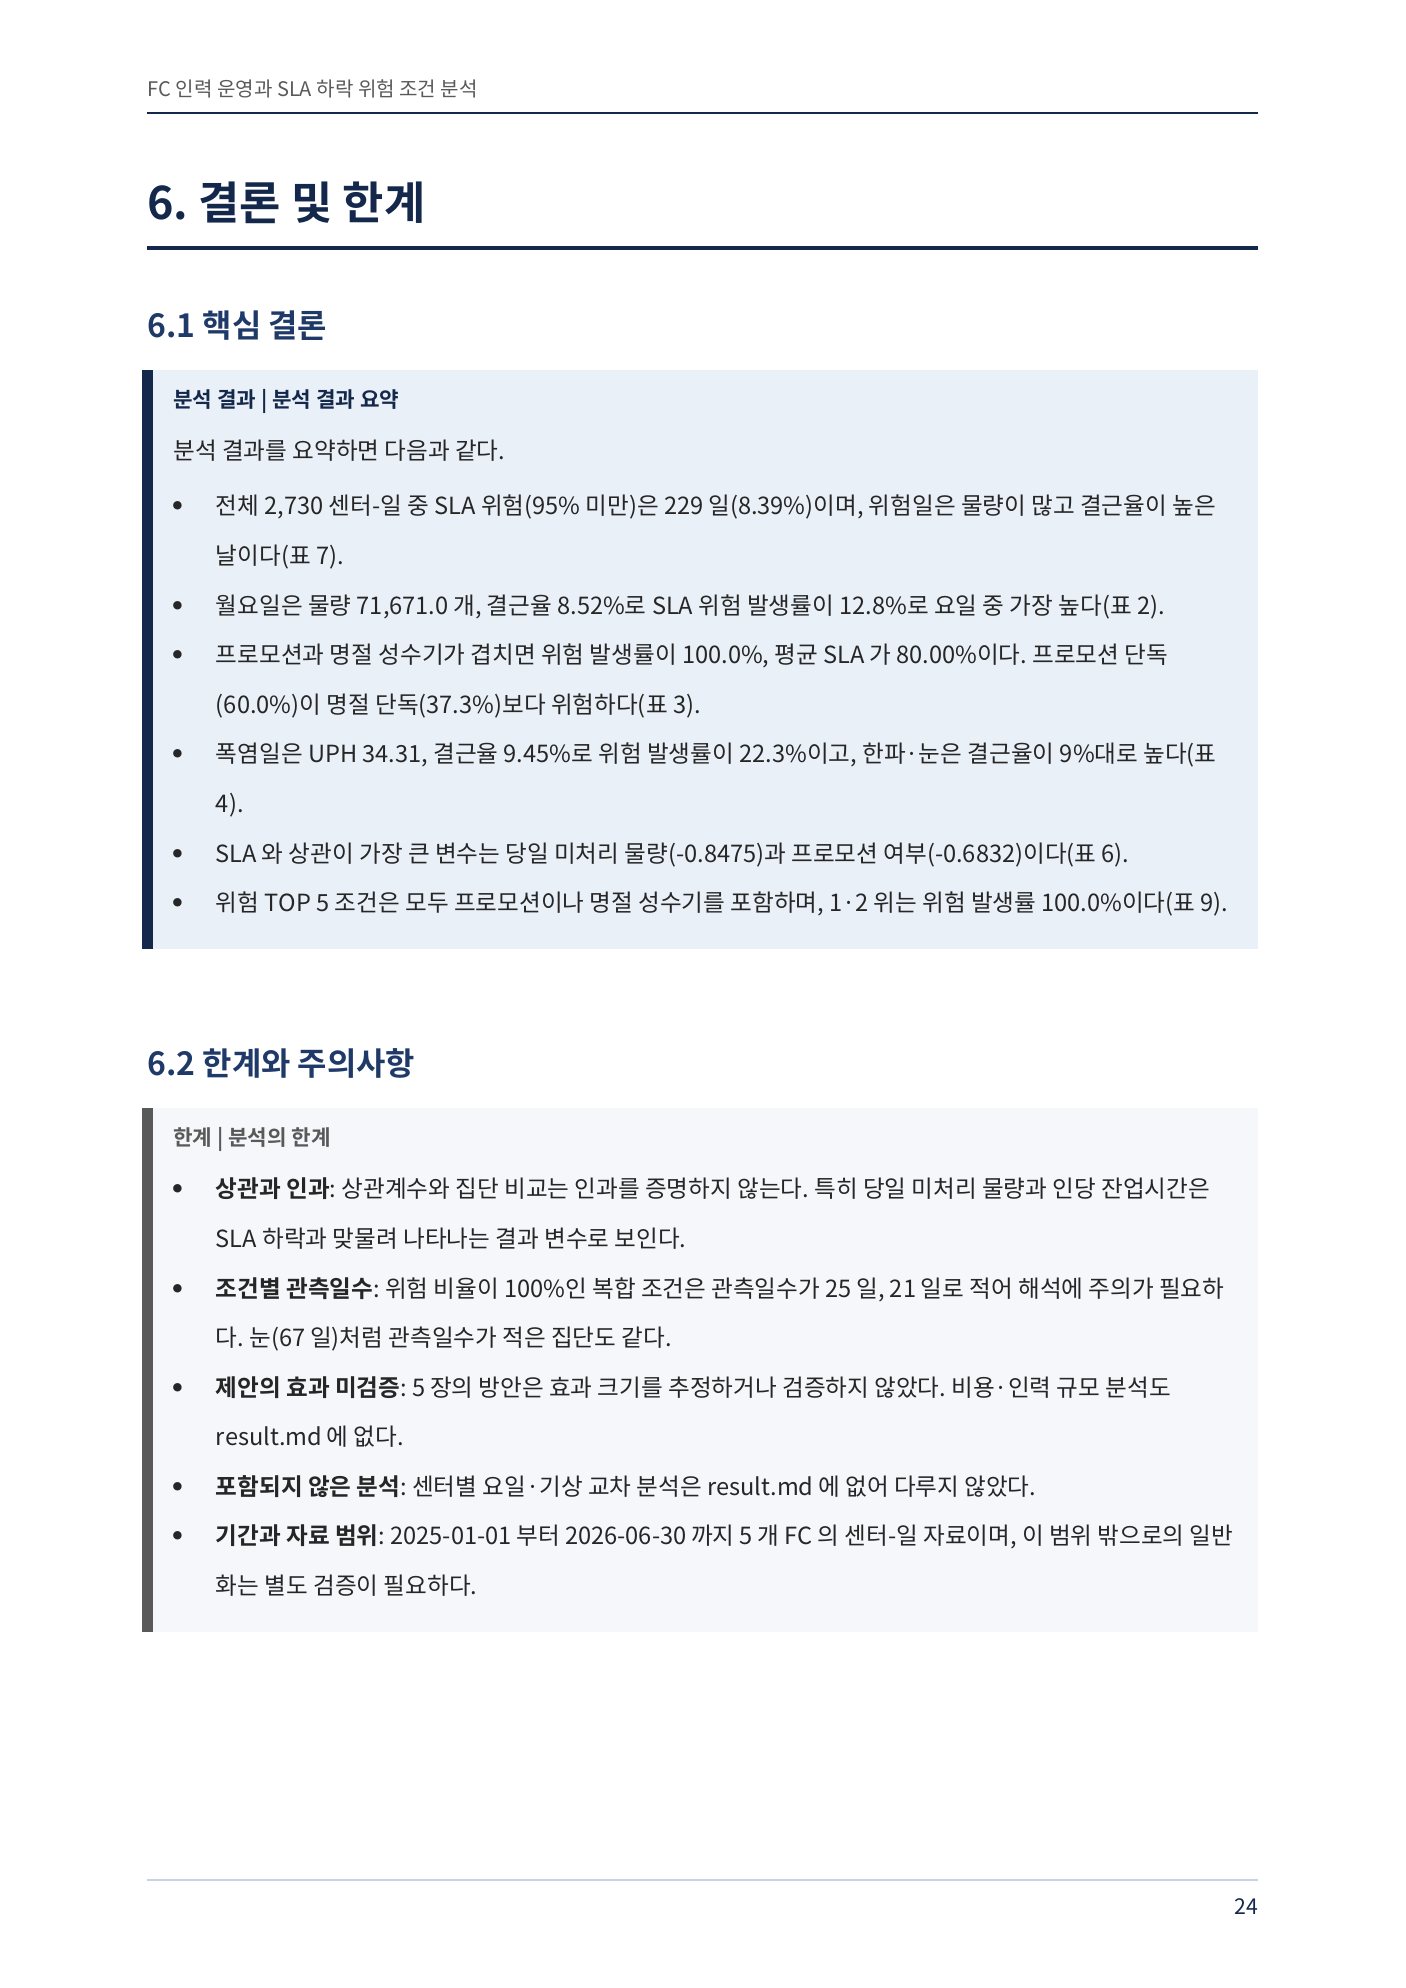 FC 인력 운영과 SLA 하락 위험 조건 분석
6. 결론 및 한계
6.1 핵심 결론
분석 결과 | 분석 결과 요약
분석 결과를 요약하면 다음과 같다.
• 전체 2,730 센터-일 중 SLA 위험(95% 미만)은 229 일(8.39%)이며, 위험일은 물량이 많고 결근율이 높은
날이다(표 7).
• 월요일은 물량 71,671.0 개, 결근율 8.52%로 SLA 위험 발생률이 12.8%로 요일 중 가장 높다(표 2).
• 프로모션과 명절 성수기가 겹치면 위험 발생률이 100.0%, 평균 SLA 가 80.00%이다. 프로모션 단독
(60.0%)이 명절 단독(37.3%)보다 위험하다(표 3).
• 폭염일은 UPH 34.31, 결근율 9.45%로 위험 발생률이 22.3%이고, 한파·눈은 결근율이 9%대로 높다(표
4).
• SLA 와 상관이 가장 큰 변수는 당일 미처리 물량(-0.8475)과 프로모션 여부(-0.6832)이다(표 6).
• 위험 TOP 5 조건은 모두 프로모션이나 명절 성수기를 포함하며, 1·2 위는 위험 발생률 100.0%이다(표 9).
6.2 한계와 주의사항
한계 | 분석의 한계
• 상관과 인과: 상관계수와 집단 비교는 인과를 증명하지 않는다. 특히 당일 미처리 물량과 인당 잔업시간은
SLA 하락과 맞물려 나타나는 결과 변수로 보인다.
• 조건별 관측일수: 위험 비율이 100%인 복합 조건은 관측일수가 25 일, 21 일로 적어 해석에 주의가 필요하
다. 눈(67 일)처럼 관측일수가 적은 집단도 같다.
• 제안의 효과 미검증: 5 장의 방안은 효과 크기를 추정하거나 검증하지 않았다. 비용·인력 규모 분석도
result.md 에 없다.
• 포함되지 않은 분석: 센터별 요일·기상 교차 분석은 result.md 에 없어 다루지 않았다.
• 기간과 자료 범위: 2025-01-01 부터 2026-06-30 까지 5 개 FC 의 센터-일 자료이며, 이 범위 밖으로의 일반
화는 별도 검증이 필요하다.
24